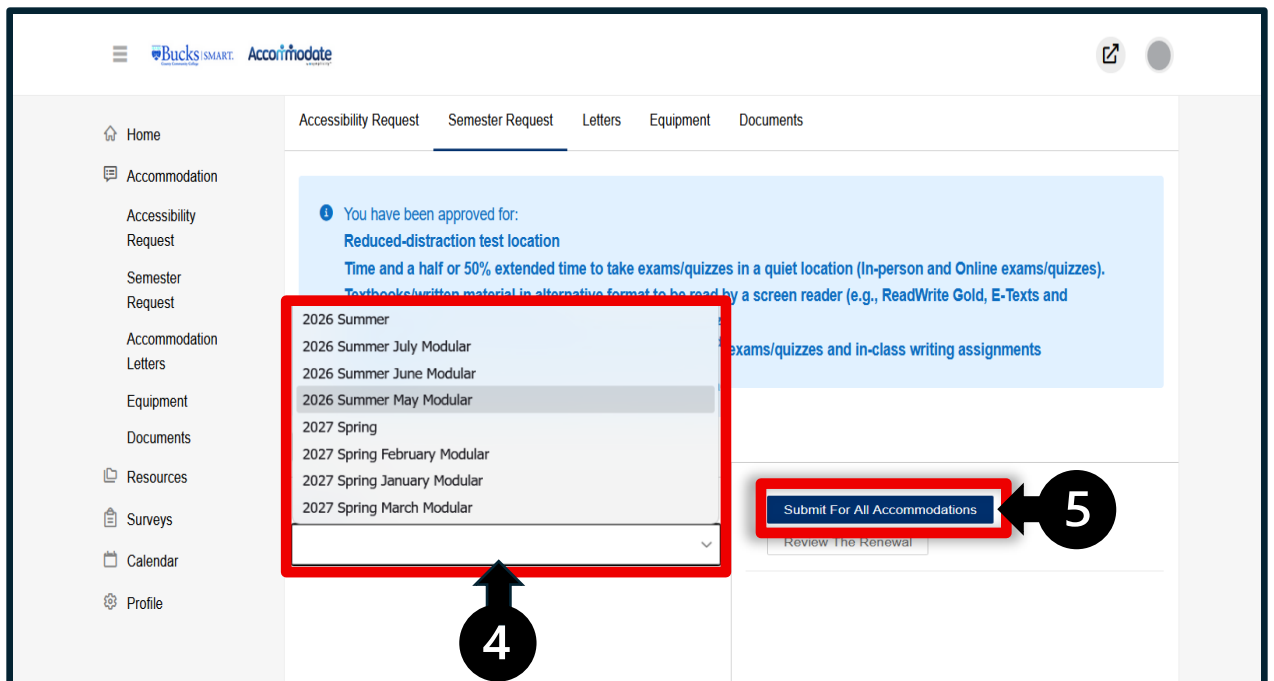 Bucks SMART. Accommodate
County Community College
Home
Accommodation
Accessibility
Request
Semester
Request
Accommodation
Letters
Equipment
Documents
Resources
Surveys
Calendar
Profile
Accessibility Request Semester Request Letters Equipment Documents
You have been approved for:
Reduced-distraction test location
Time and a half or 50% extended time to take exams/quizzes in a quiet location (In-person and Online exams/quizzes).
Textbooks/written material in alternative format to be read by a screen reader (e.g., ReadWrite Gold, E-Texts and
exams/quizzes and in-class writing assignments
2026 Summer
2026 Summer July Modular
2026 Summer June Modular
2026 Summer May Modular
2027 Spring
2027 Spring February Modular
2027 Spring January Modular
2027 Spring March Modular
4
Submit For All Accommodations
5
Review The Renewal